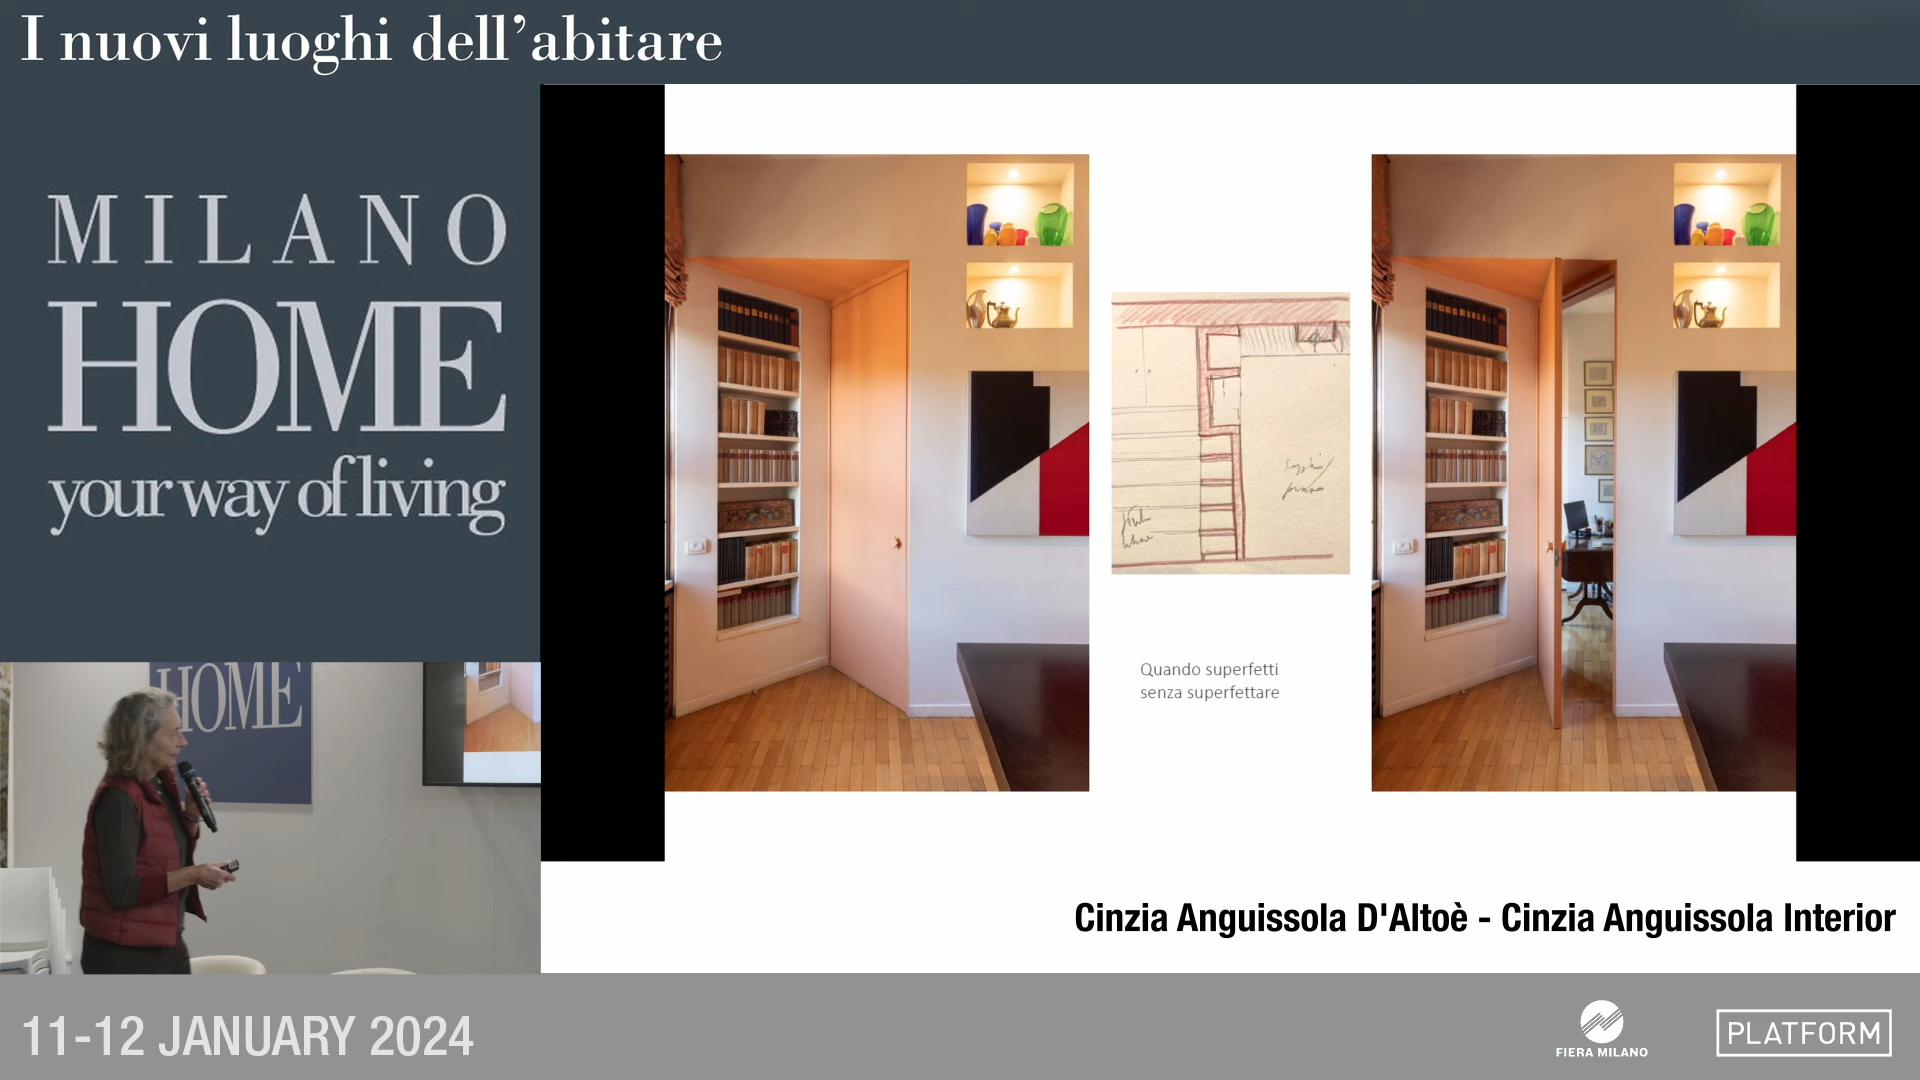 I nuovi luoghi dell'abitare
MILANO
HOME
your way of living
HOME
Quando superfetti
senza superfettare
Cinzia Anguissola D'Altoè - Cinzia Anguissola Interior
11-12 JANUARY 2024
FIERA MILANO
PLATFORM